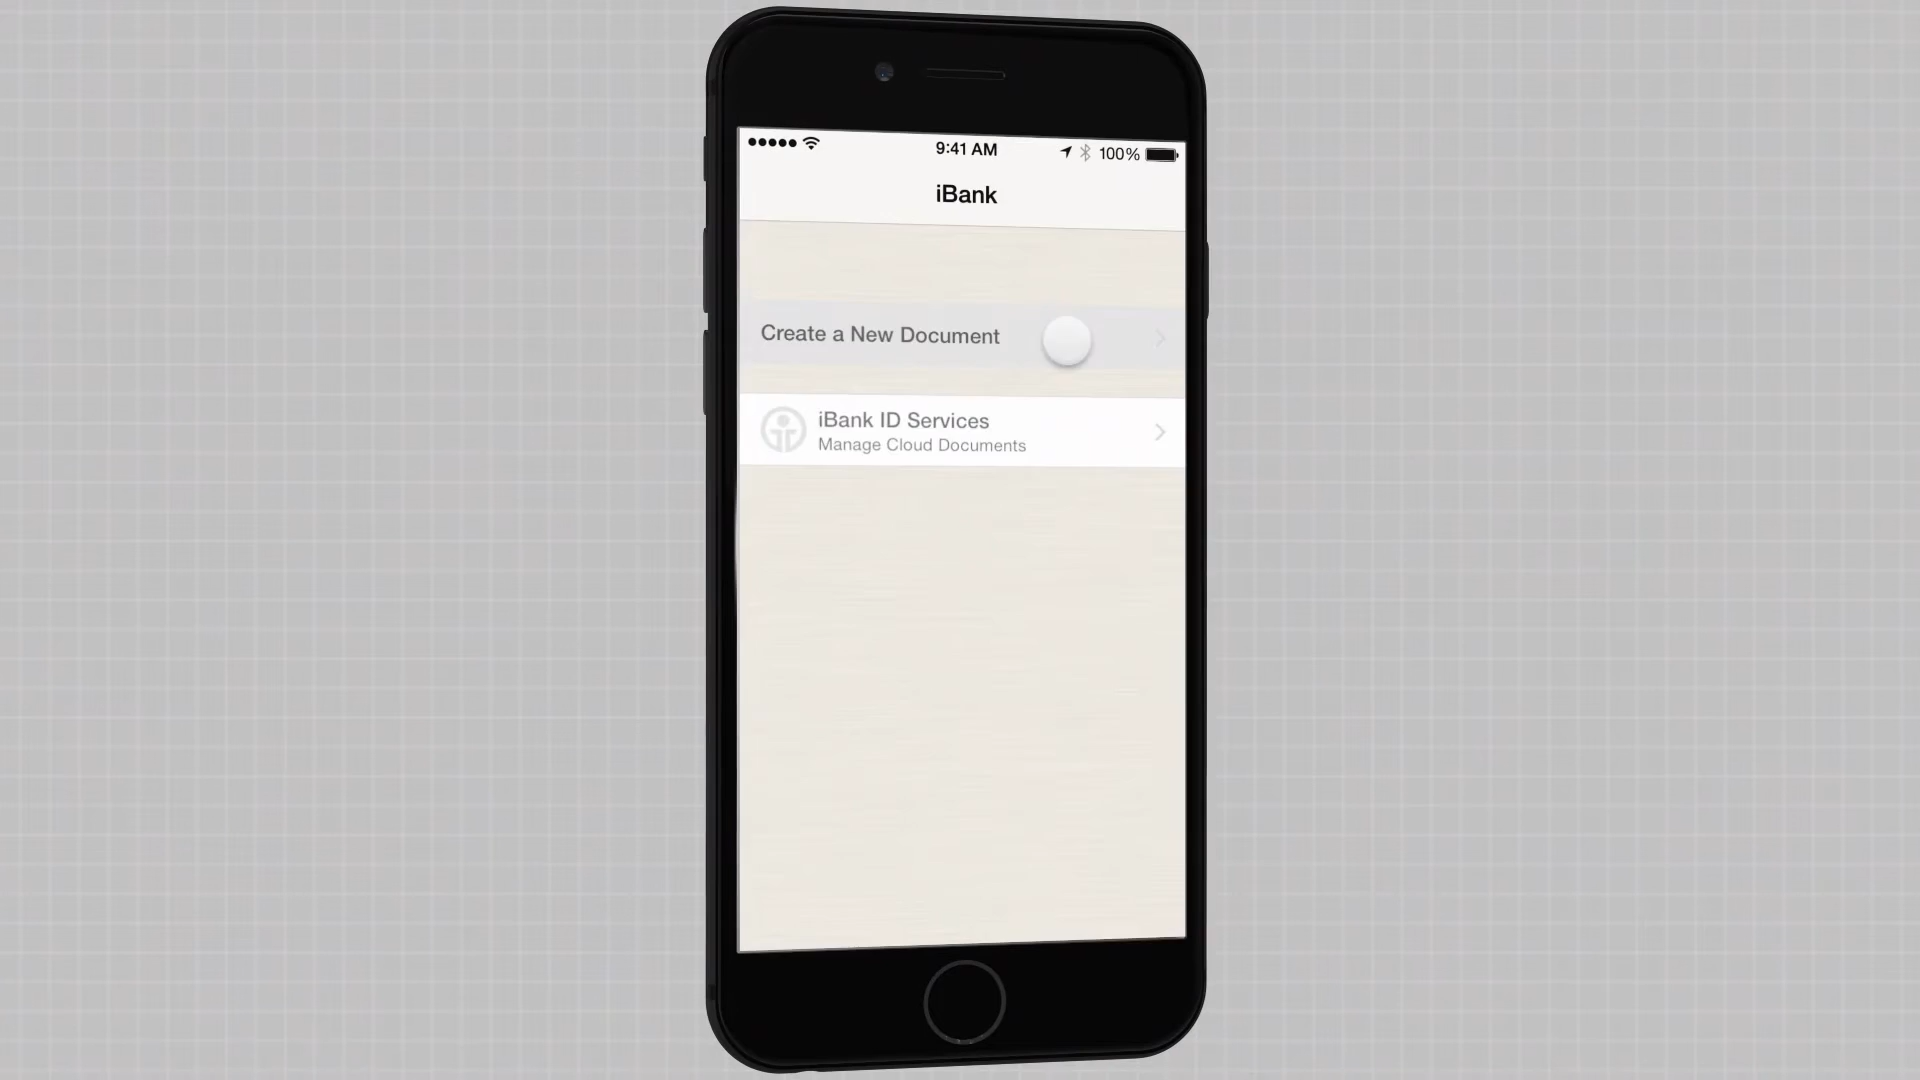 9:41 AM
100%
iBank
Create a New Document
iBank ID Services
Manage Cloud Documents